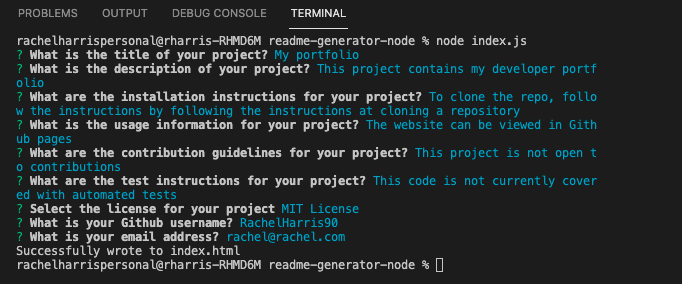 PROBLEMS OUTPUT DEBUG CONSOLE TERMINAL
rachelharrispersonal@rharris-RHMD6M readme-generator-node % node index.js
? What is the title of your project? My portfolio
? What is the description of your project? This project contains my developer portf
olio
? What are the installation instructions for your project? To clone the repo, follo
w the instructions by following the instructions at cloning a repository
? What is the usage information for your project? The website can be viewed in Gith
ub pages
? What are the contribution guidelines for your project? This project is not open t
o contributions
? What are the test instructions for your project? This code is not currently cover
ed with automated tests
? Select the license for your project MIT License
? What is your Github username? RachelHarris90
? What is your email address? rachel@rachel.com
Successfully wrote to index.html
rachelharrispersonal@rharris-RHMD6M readme-generator-node %